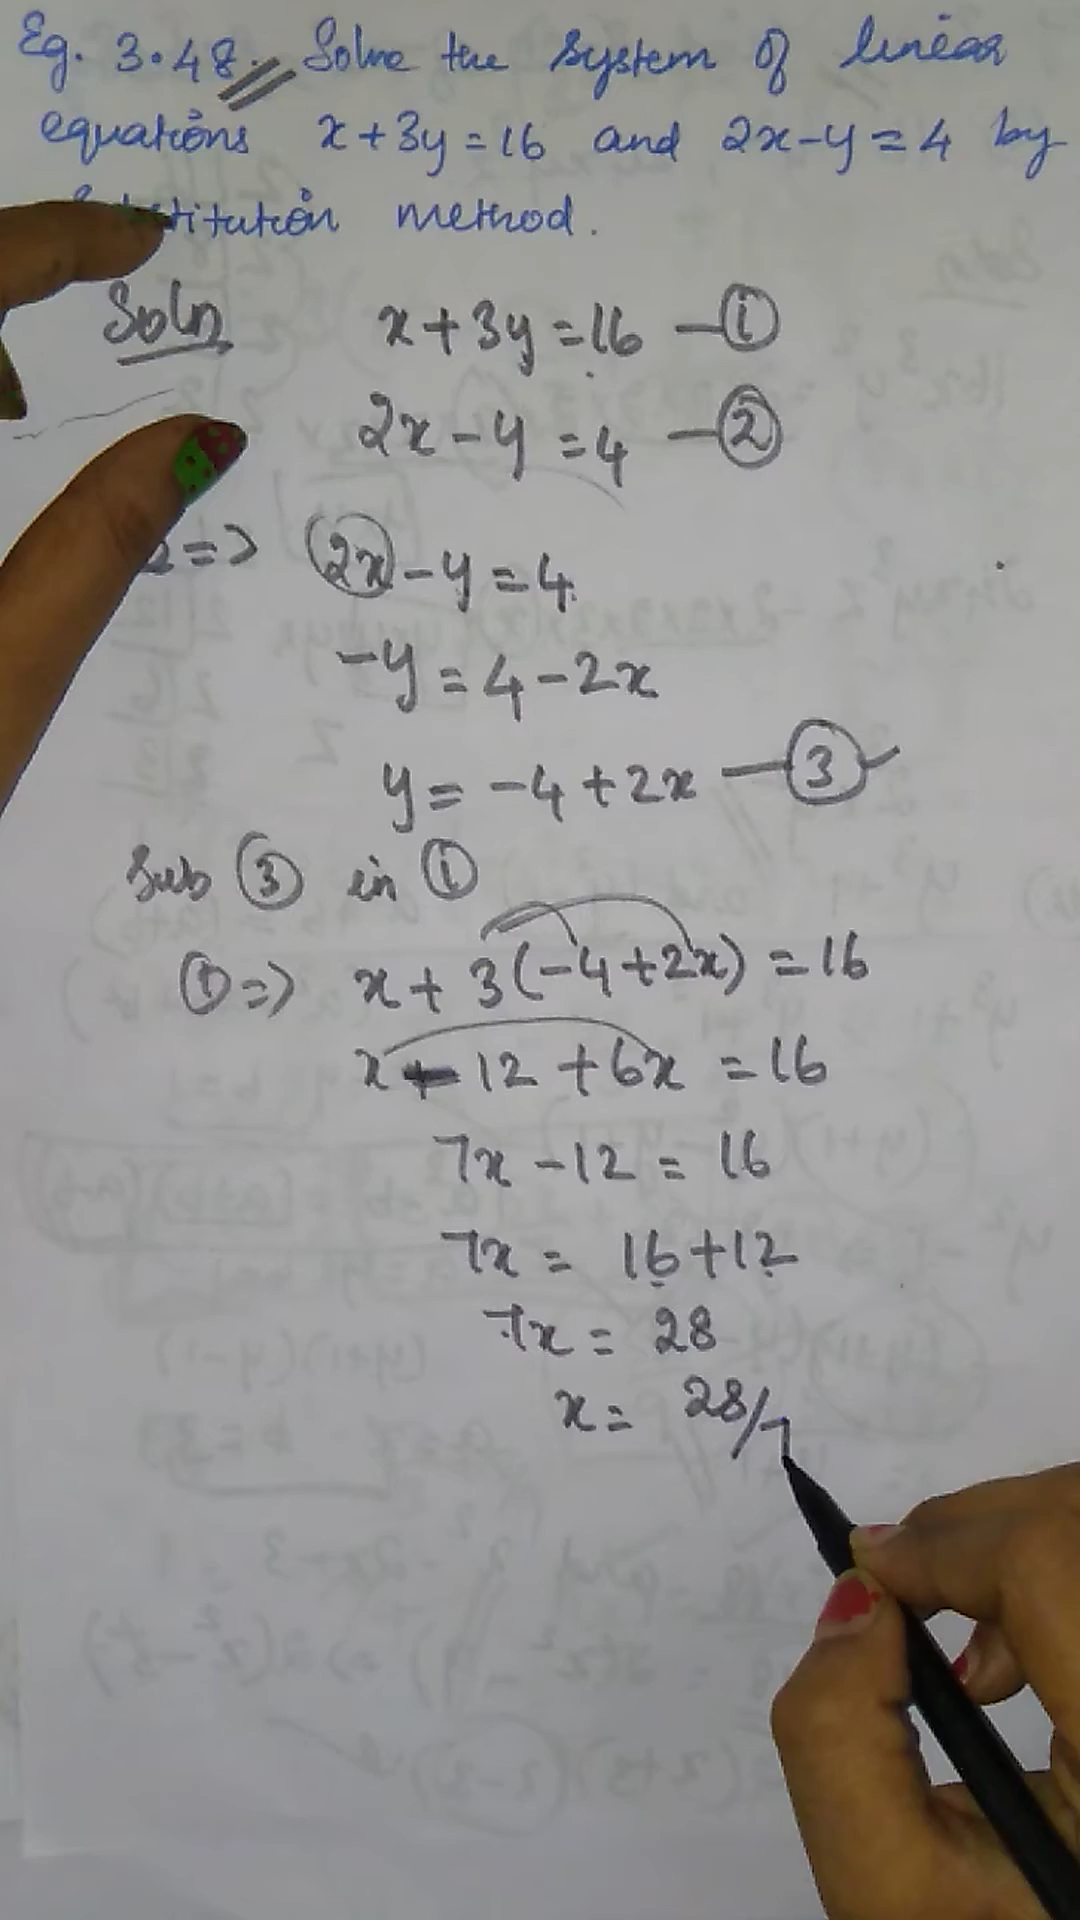 Eg. 3.48. Solve the system of linear
equations x+3y=16 and 2x-y=4 by
method.
Soln x+3y=16 —①
2x-y=4 —②
2=> 2x-y=4
-y=4-2x
y=-4+2x —③
Sub ③ in ①
①=> x+3(-4+2x)=16
x-12+6x=16
7x-12=16
7x=16+12
7x=28
x=28/7